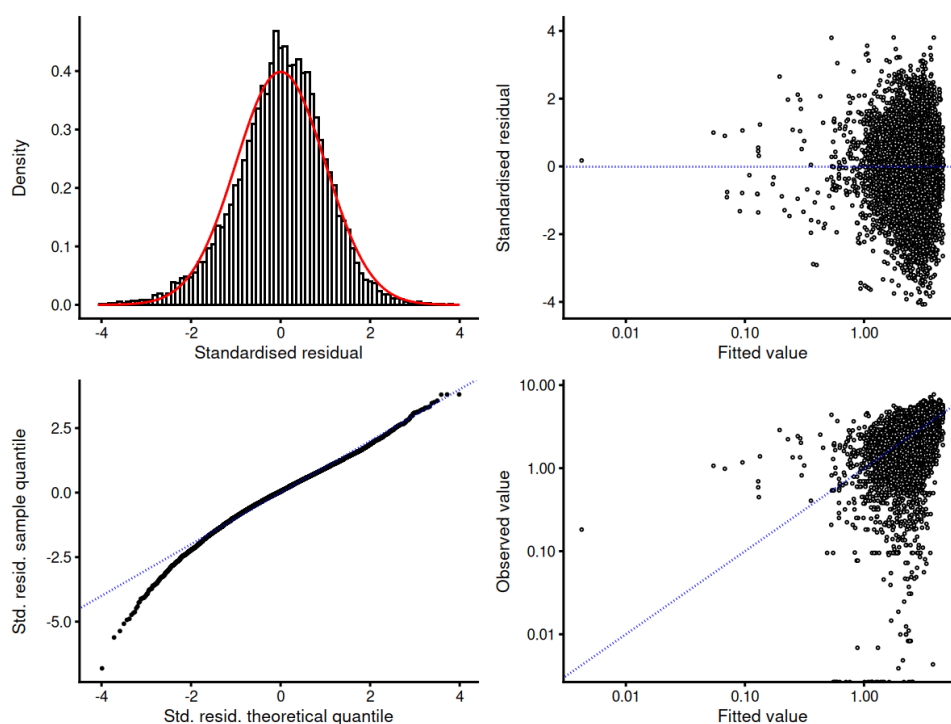 Density
0.4
0.3
0.2
0.1
0.0
-4 -2 0 2 4
Standardised residual
Standardised residual
4
2
0
-2
-4
0.01 0.10 1.00
Fitted value
Std. resid. sample quantile
2.5
0.0
-2.5
-5.0
-4 -2 0 2 4
Std. resid. theoretical quantile
Observed value
10.00
1.00
0.10
0.01
0.01 0.10 1.00
Fitted value